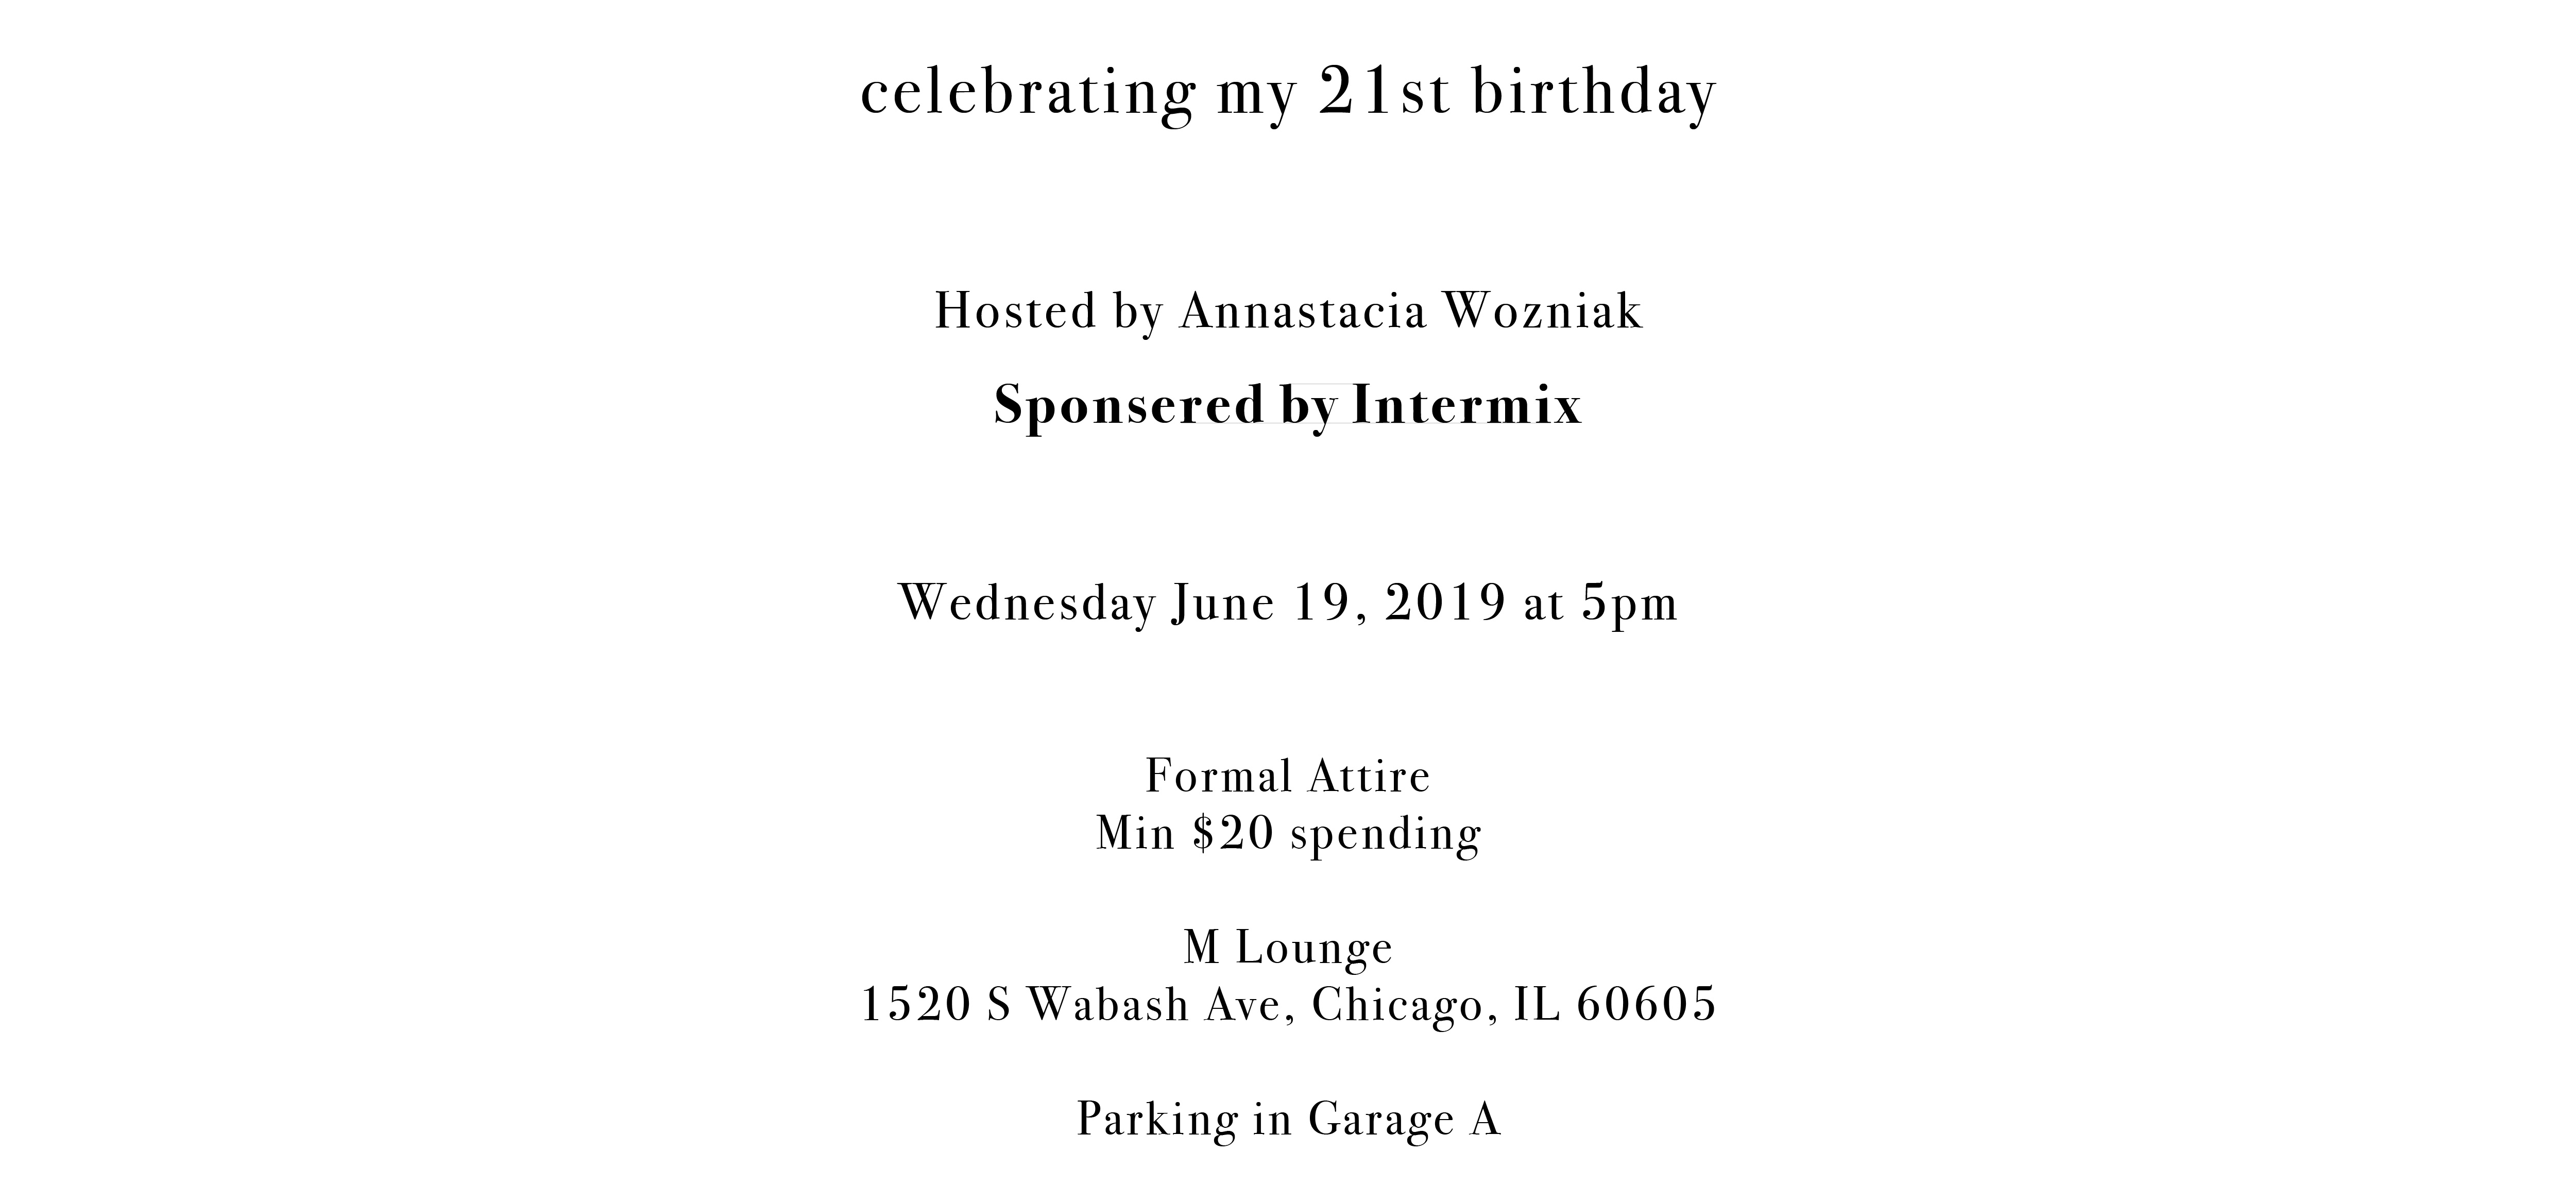 celebrating my 21st birthday
Hosted by Annastacia Wozniak
Sponsered by Intermix
Wednesday June 19, 2019 at 5pm
Formal Attire
Min $20 spending
M Lounge
1520 S Wabash Ave, Chicago, IL 60605
Parking in Garage A